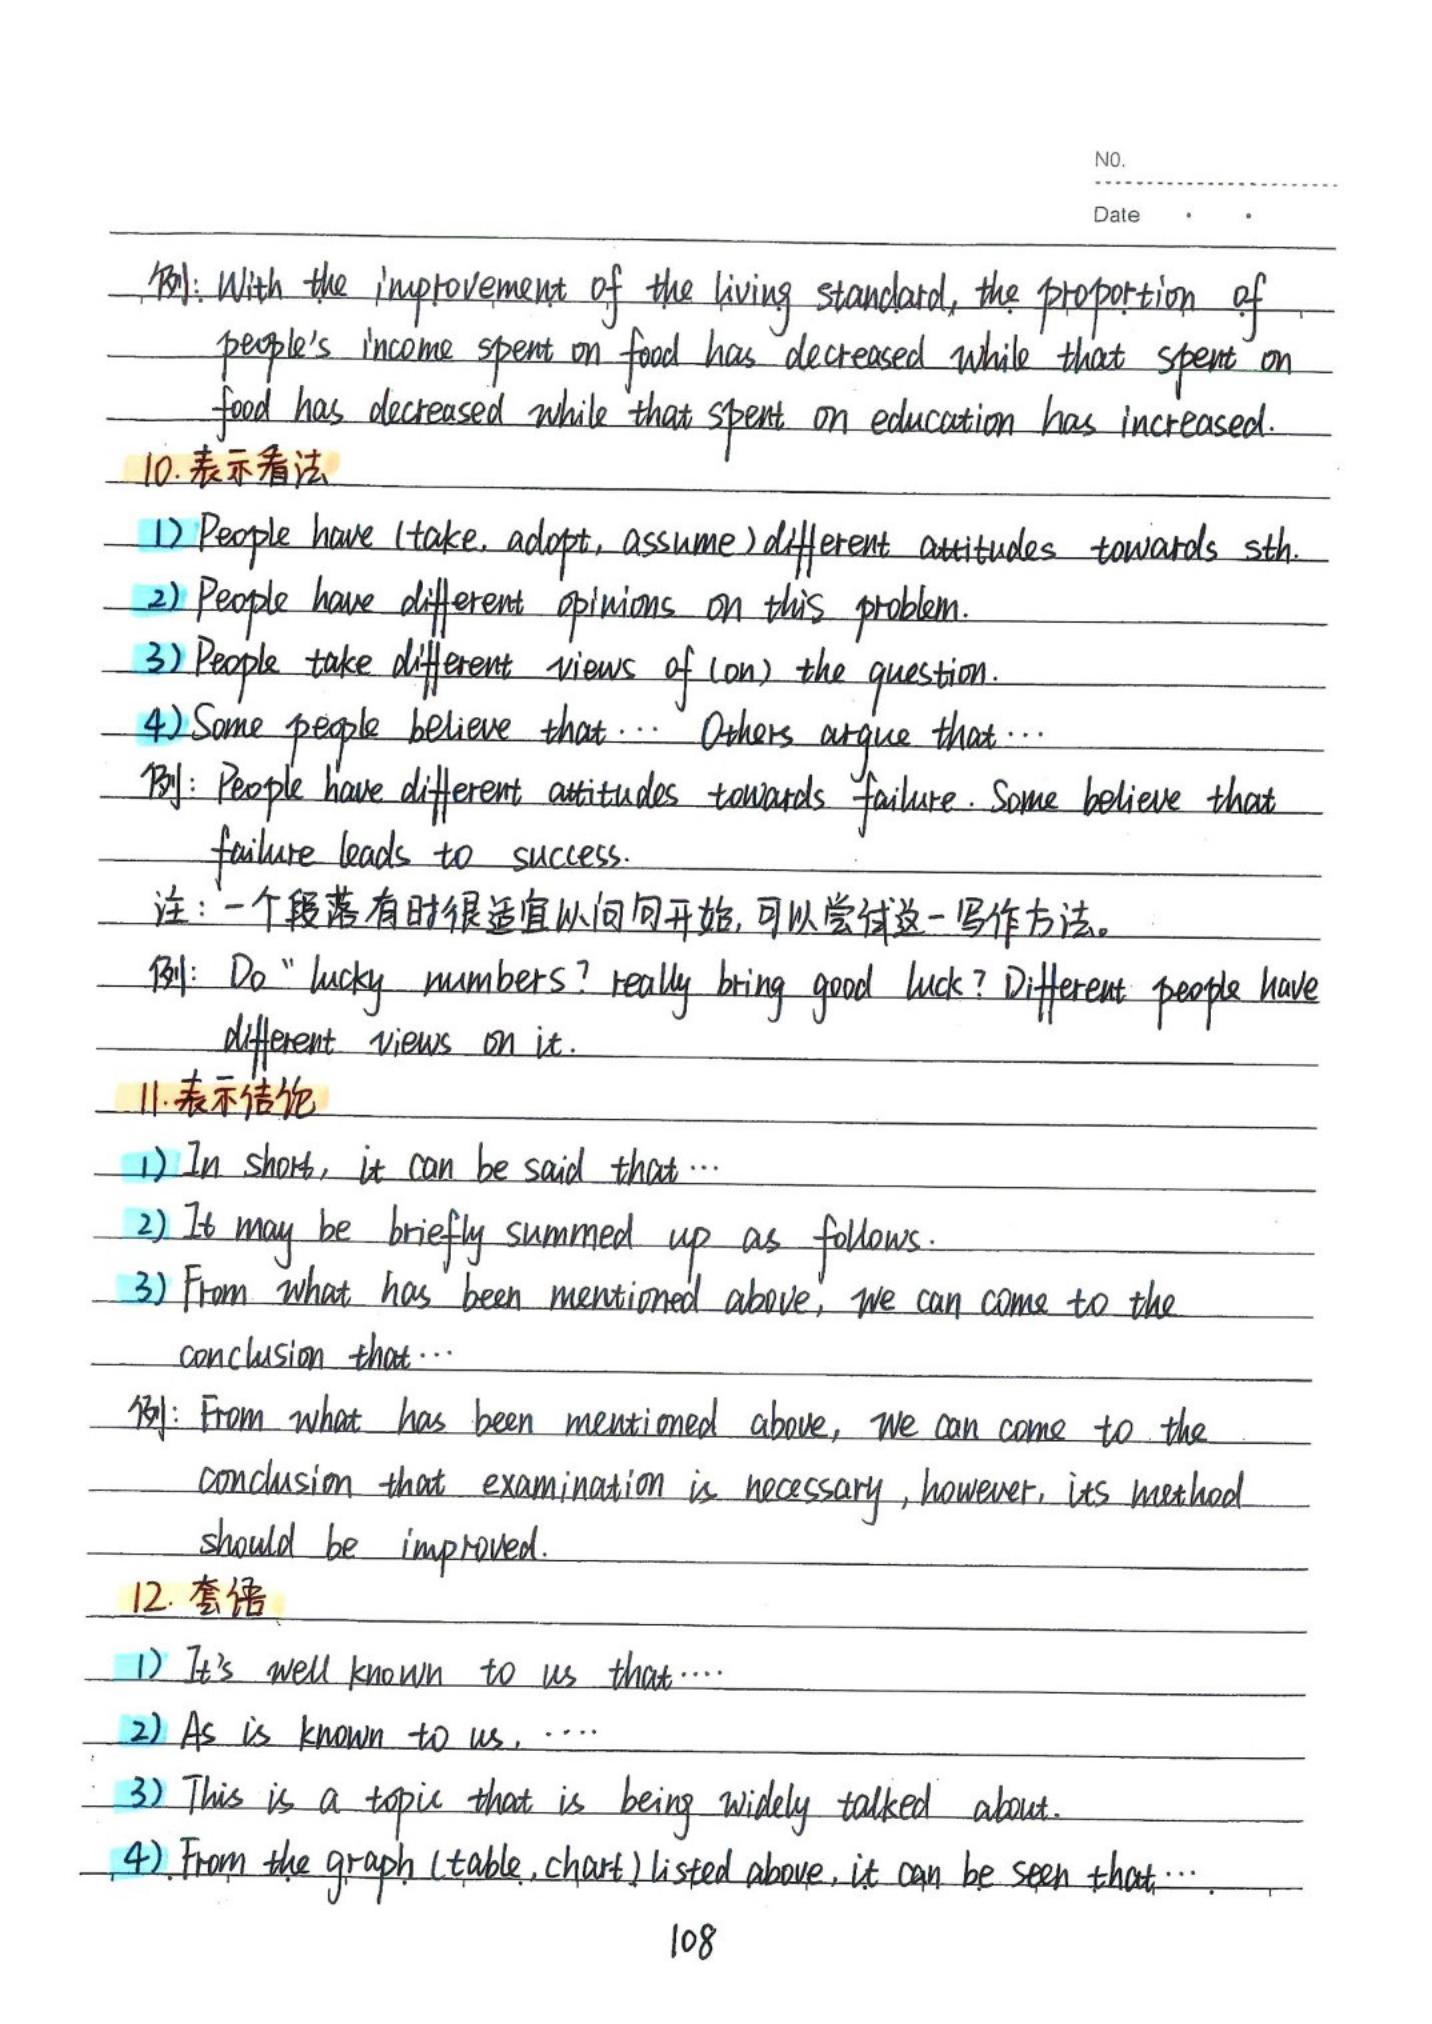 NO.
Date
例: With the improvement of the living standard, the proportion of
people's income spent on food has decreased while that spent on
food has decreased while that spent on education has increased.
10. 表示看法
1) People have (take, adopt, assume) different attitudes towards sth.
2) People have different opinions on this problem.
3) People take different views of (on) the question.
4) Some people believe that... Others argue that...
例: People have different attitudes towards failure. Some believe that
failure leads to success.
注: 一个段落有时很适宜以问句开始, 可以尝试这一写作方法。
例: Do "lucky numbers? really bring good luck? Different people have
different views on it.
11. 表示结论
1) In short, it can be said that...
2) It may be briefly summed up as follows.
3) From what has been mentioned above, we can come to the
conclusion that...
例: From what has been mentioned above, we can come to the
conclusion that examination is necessary, however, its method
should be improved.
12. 套语
1) It's well known to us that....
2) As is known to us, ....
3) This is a topic that is being widely talked about.
4) From the graph (table, chart) listed above, it can be seen that...
108